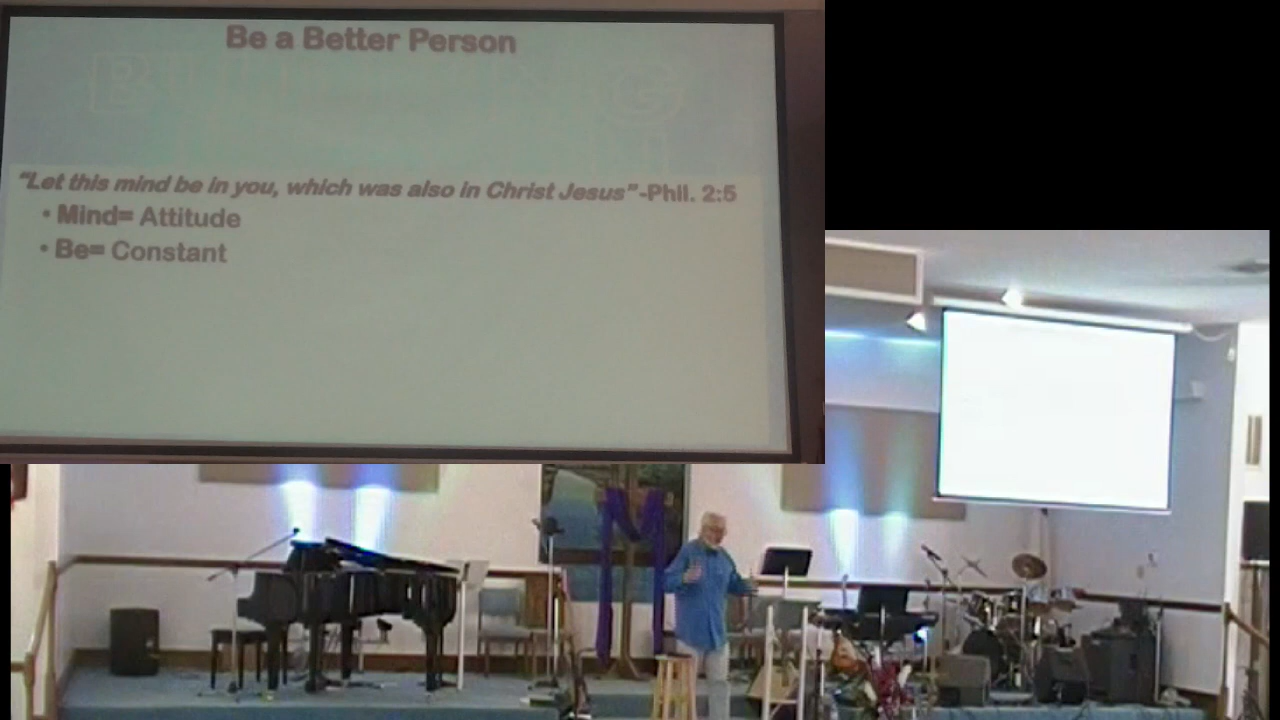 Be a Better Person
“Let this mind be in you, which was also in Christ Jesus” -Phil. 2:5
• Mind= Attitude
• Be= Constant